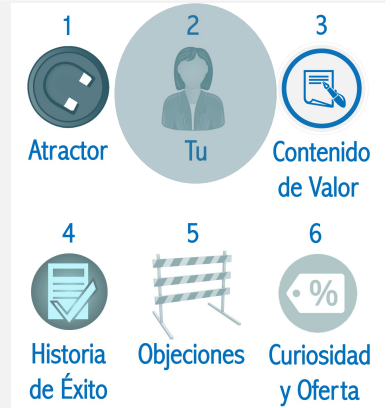 1
2
3
Atractor
Tu
Contenido
de Valor
4
5
6
%
Historia
de Éxito
Objeciones
Curiosidad
y Oferta